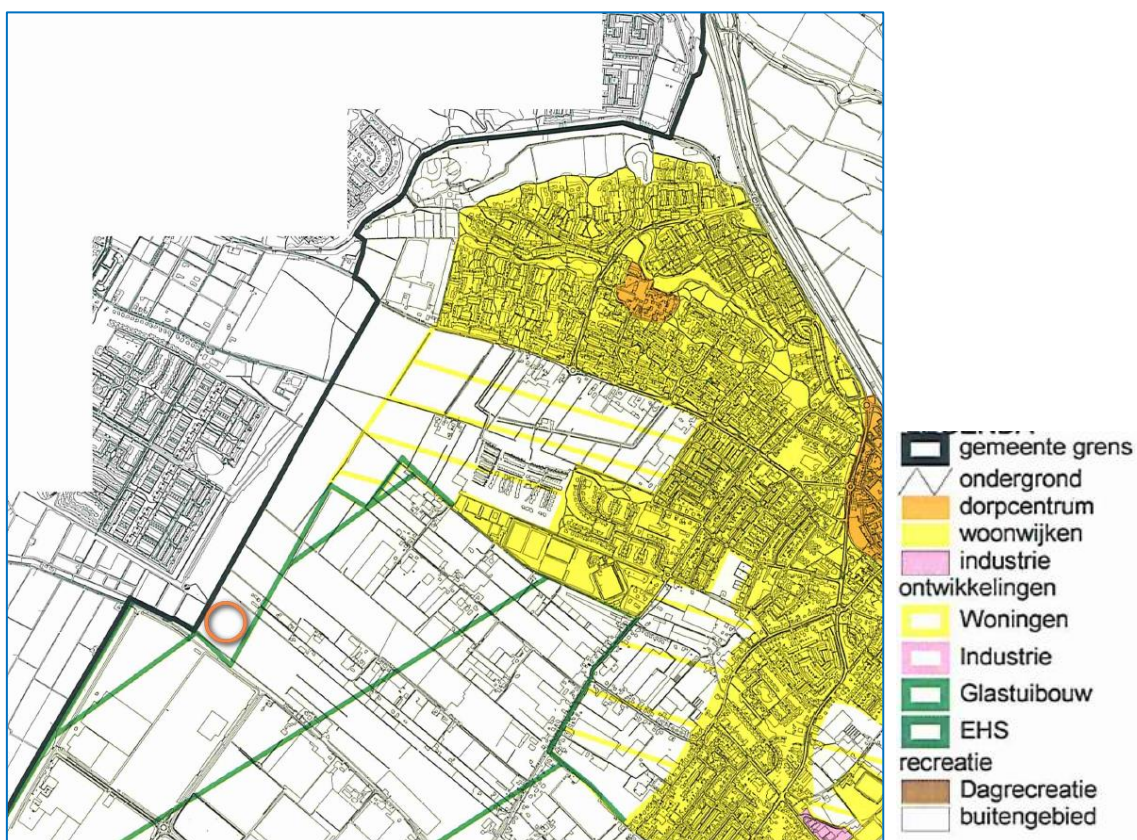 gemeente grens
ondergrond
dorpcentrum
woonwijken
industrie
ontwikkelingen
Woningen
Industrie
Glastuibouw
EHS
recreatie
Dagrecreatie
buitengebied